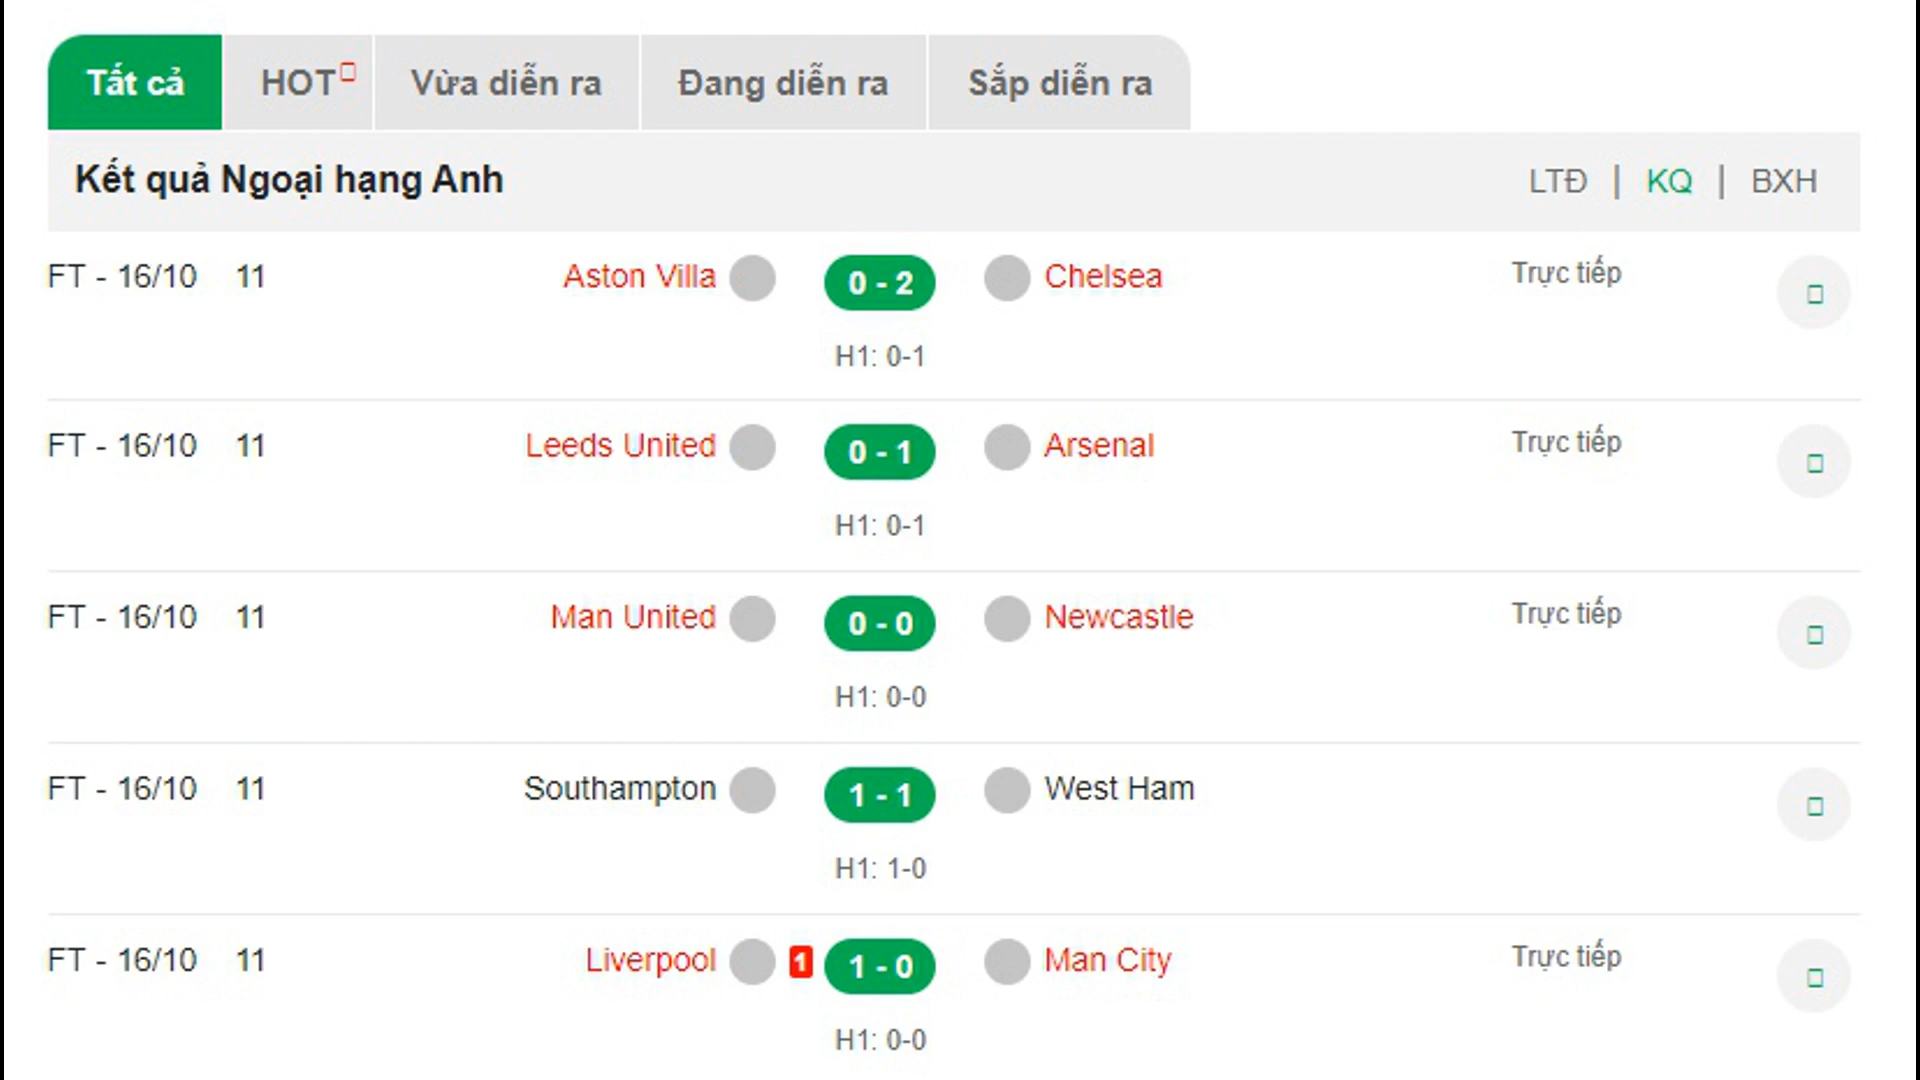 Tất cả HOT Vừa diễn ra Đang diễn ra Sắp diễn ra
Kết quả Ngoại hạng Anh LTĐ | KQ | BXH
FT - 16/10 11 Aston Villa 0 - 2 Chelsea Trực tiếp
H1: 0-1
FT - 16/10 11 Leeds United 0 - 1 Arsenal Trực tiếp
H1: 0-1
FT - 16/10 11 Man United 0 - 0 Newcastle Trực tiếp
H1: 0-0
FT - 16/10 11 Southampton 1 - 1 West Ham
H1: 1-0
FT - 16/10 11 Liverpool 1 1 - 0 Man City Trực tiếp
H1: 0-0